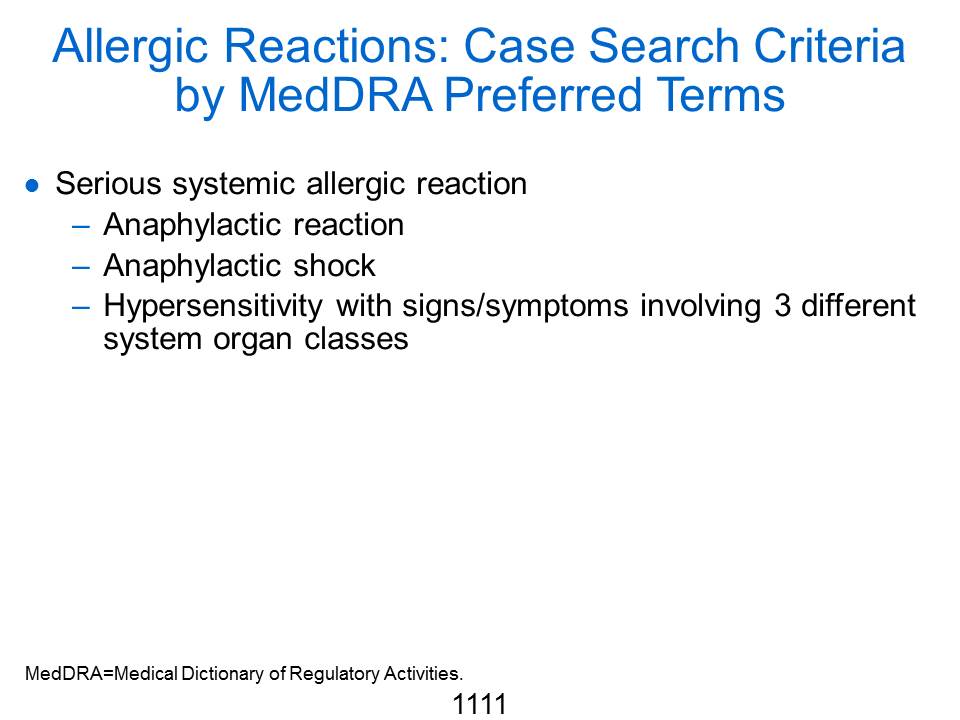 Allergic Reactions: Case Search Criteria
by MedDRA Preferred Terms
● Serious systemic allergic reaction
– Anaphylactic reaction
– Anaphylactic shock
– Hypersensitivity with signs/symptoms involving 3 different
system organ classes
MedDRA=Medical Dictionary of Regulatory Activities.
1111